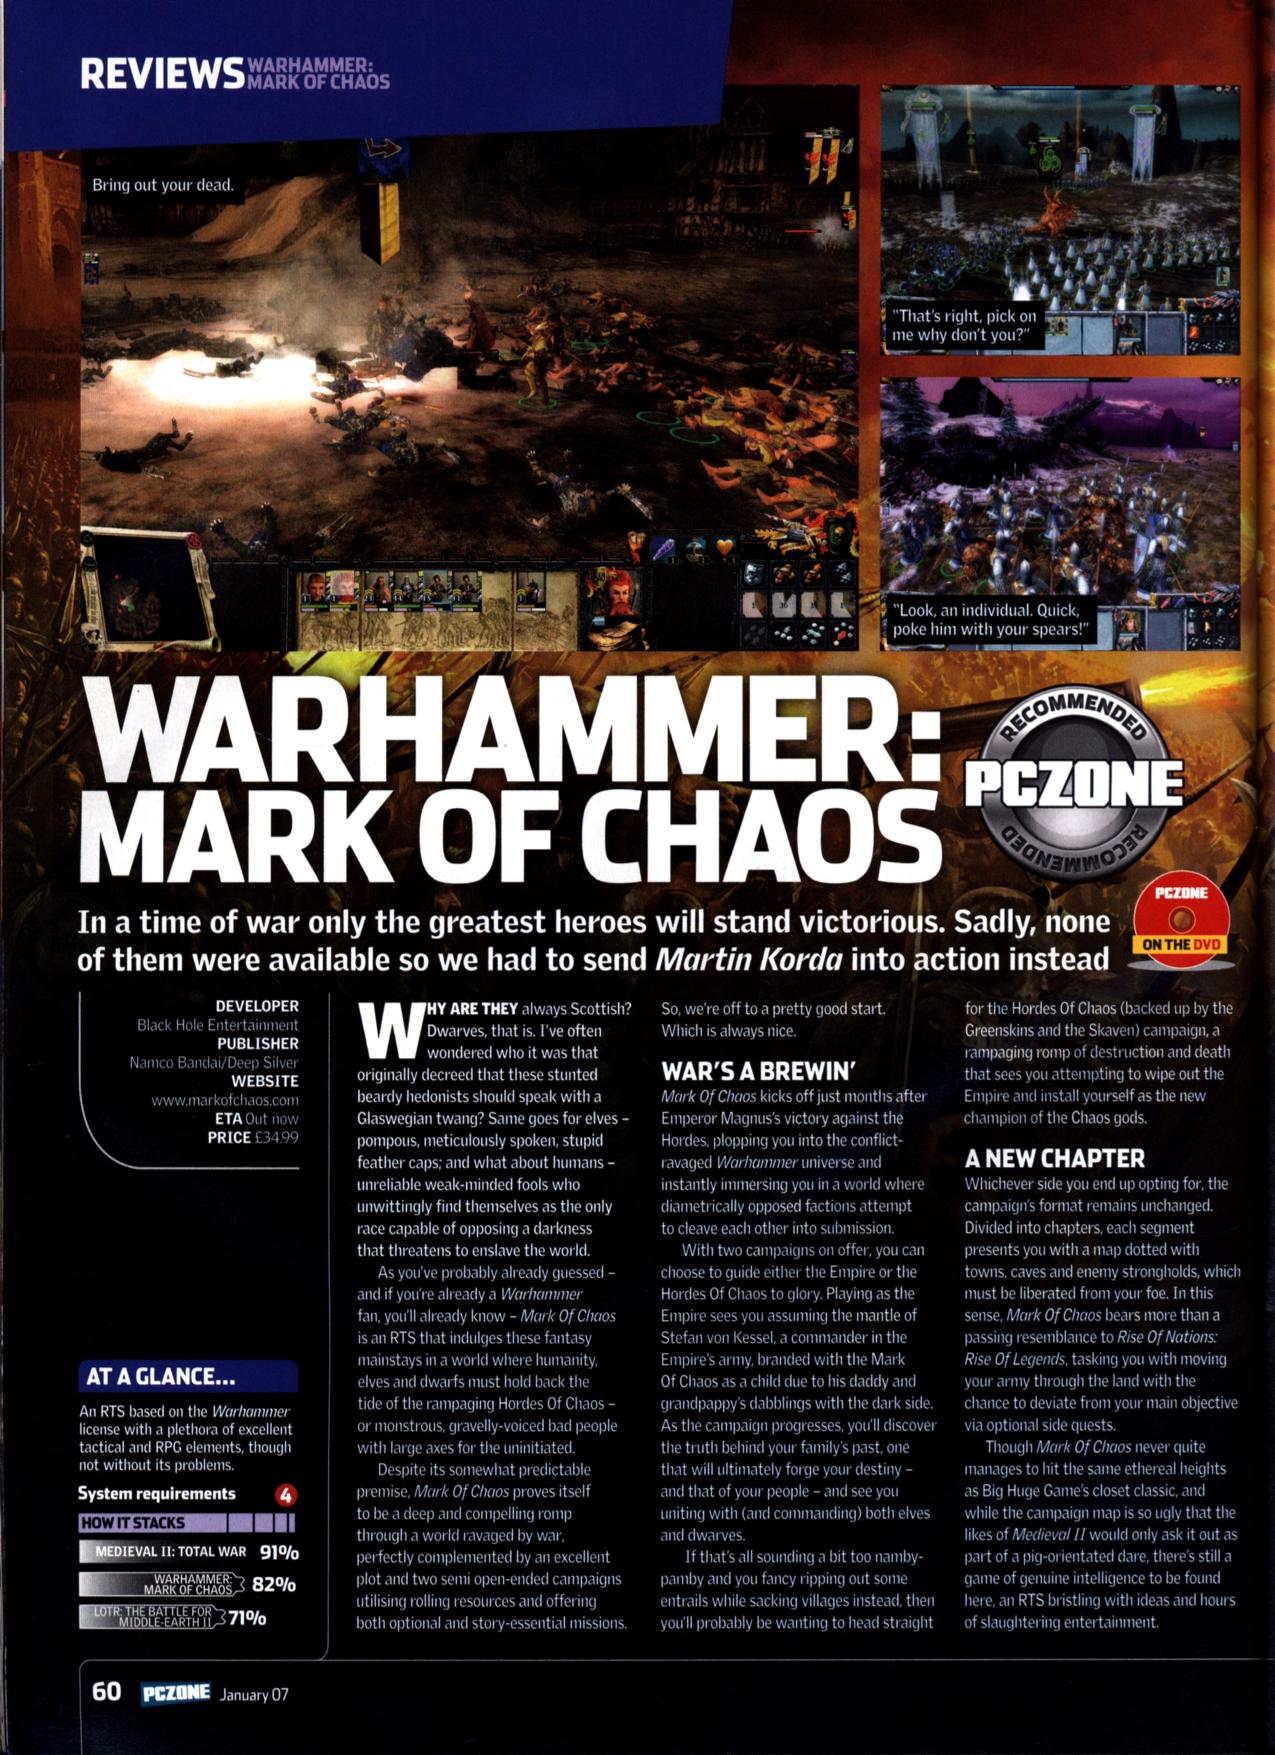 REVIEWS WARHAMMER:
MARK OF CHAOS
Bring out your dead.
"That's right, pick on
me why don't you?"
"Look, an individual. Quick,
poke him with your spears!"
WARHAMMER:
MARK OF CHAOS
RECOMMENDED
PCZONE
RECOMMENDED
PCZONE
ON THE DVD
In a time of war only the greatest heroes will stand victorious. Sadly, none
of them were available so we had to send Martin Korda into action instead
DEVELOPER
Black Hole Entertainment
PUBLISHER
Namco Bandai/Deep Silver
WEBSITE
www.markofchaos.com
ETA Out now
PRICE £34.99
AT A GLANCE...
An RTS based on the Warhammer
license with a plethora of excellent
tactical and RPG elements, though
not without its problems.
System requirements 4
HOW IT STACKS
MEDIEVAL II: TOTAL WAR 91%
WARHAMMER:
MARK OF CHAOS 82%
LOTR: THE BATTLE FOR
MIDDLE-EARTH II 71%
WHY ARE THEY always Scottish?
Dwarves, that is. I've often
wondered who it was that
originally decreed that these stunted
beardy hedonists should speak with a
Glaswegian twang? Same goes for elves –
pompous, meticulously spoken, stupid
feather caps; and what about humans –
unreliable weak-minded fools who
unwittingly find themselves as the only
race capable of opposing a darkness
that threatens to enslave the world.
As you've probably already guessed –
and if you're already a Warhammer
fan, you'll already know – Mark Of Chaos
is an RTS that indulges these fantasy
mainstays in a world where humanity,
elves and dwarfs must hold back the
tide of the rampaging Hordes Of Chaos –
or monstrous, gravelly-voiced bad people
with large axes for the uninitiated.
Despite its somewhat predictable
premise, Mark Of Chaos proves itself
to be a deep and compelling romp
through a world ravaged by war,
perfectly complemented by an excellent
plot and two semi open-ended campaigns
utilising rolling resources and offering
both optional and story-essential missions.
So, we're off to a pretty good start.
Which is always nice.
WAR'S A BREWIN'
Mark Of Chaos kicks off just months after
Emperor Magnus's victory against the
Hordes, plopping you into the conflict-
ravaged Warhammer universe and
instantly immersing you in a world where
diametrically opposed factions attempt
to cleave each other into submission.
With two campaigns on offer, you can
choose to guide either the Empire or the
Hordes Of Chaos to glory. Playing as the
Empire sees you assuming the mantle of
Stefan von Kessel, a commander in the
Empire's army, branded with the Mark
Of Chaos as a child due to his daddy and
grandpappy's dabblings with the dark side.
As the campaign progresses, you'll discover
the truth behind your family's past, one
that will ultimately forge your destiny –
and that of your people – and see you
uniting with (and commanding) both elves
and dwarves.
If that's all sounding a bit too namby-
pamby and you fancy ripping out some
entrails while sacking villages instead, then
you'll probably be wanting to head straight
for the Hordes Of Chaos (backed up by the
Greenskins and the Skaven) campaign, a
rampaging romp of destruction and death
that sees you attempting to wipe out the
Empire and install yourself as the new
champion of the Chaos gods.
A NEW CHAPTER
Whichever side you end up opting for, the
campaign's format remains unchanged.
Divided into chapters, each segment
presents you with a map dotted with
towns, caves and enemy strongholds, which
must be liberated from your foe. In this
sense, Mark Of Chaos bears more than a
passing resemblance to Rise Of Nations:
Rise Of Legends, tasking you with moving
your army through the land with the
chance to deviate from your main objective
via optional side quests.
Though Mark Of Chaos never quite
manages to hit the same ethereal heights
as Big Huge Game's closet classic, and
while the campaign map is so ugly that the
likes of Medieval II would only ask it out as
part of a pig-orientated dare, there's still a
game of genuine intelligence to be found
here, an RTS bristling with ideas and hours
of slaughtering entertainment.
60 PCZONE January 07